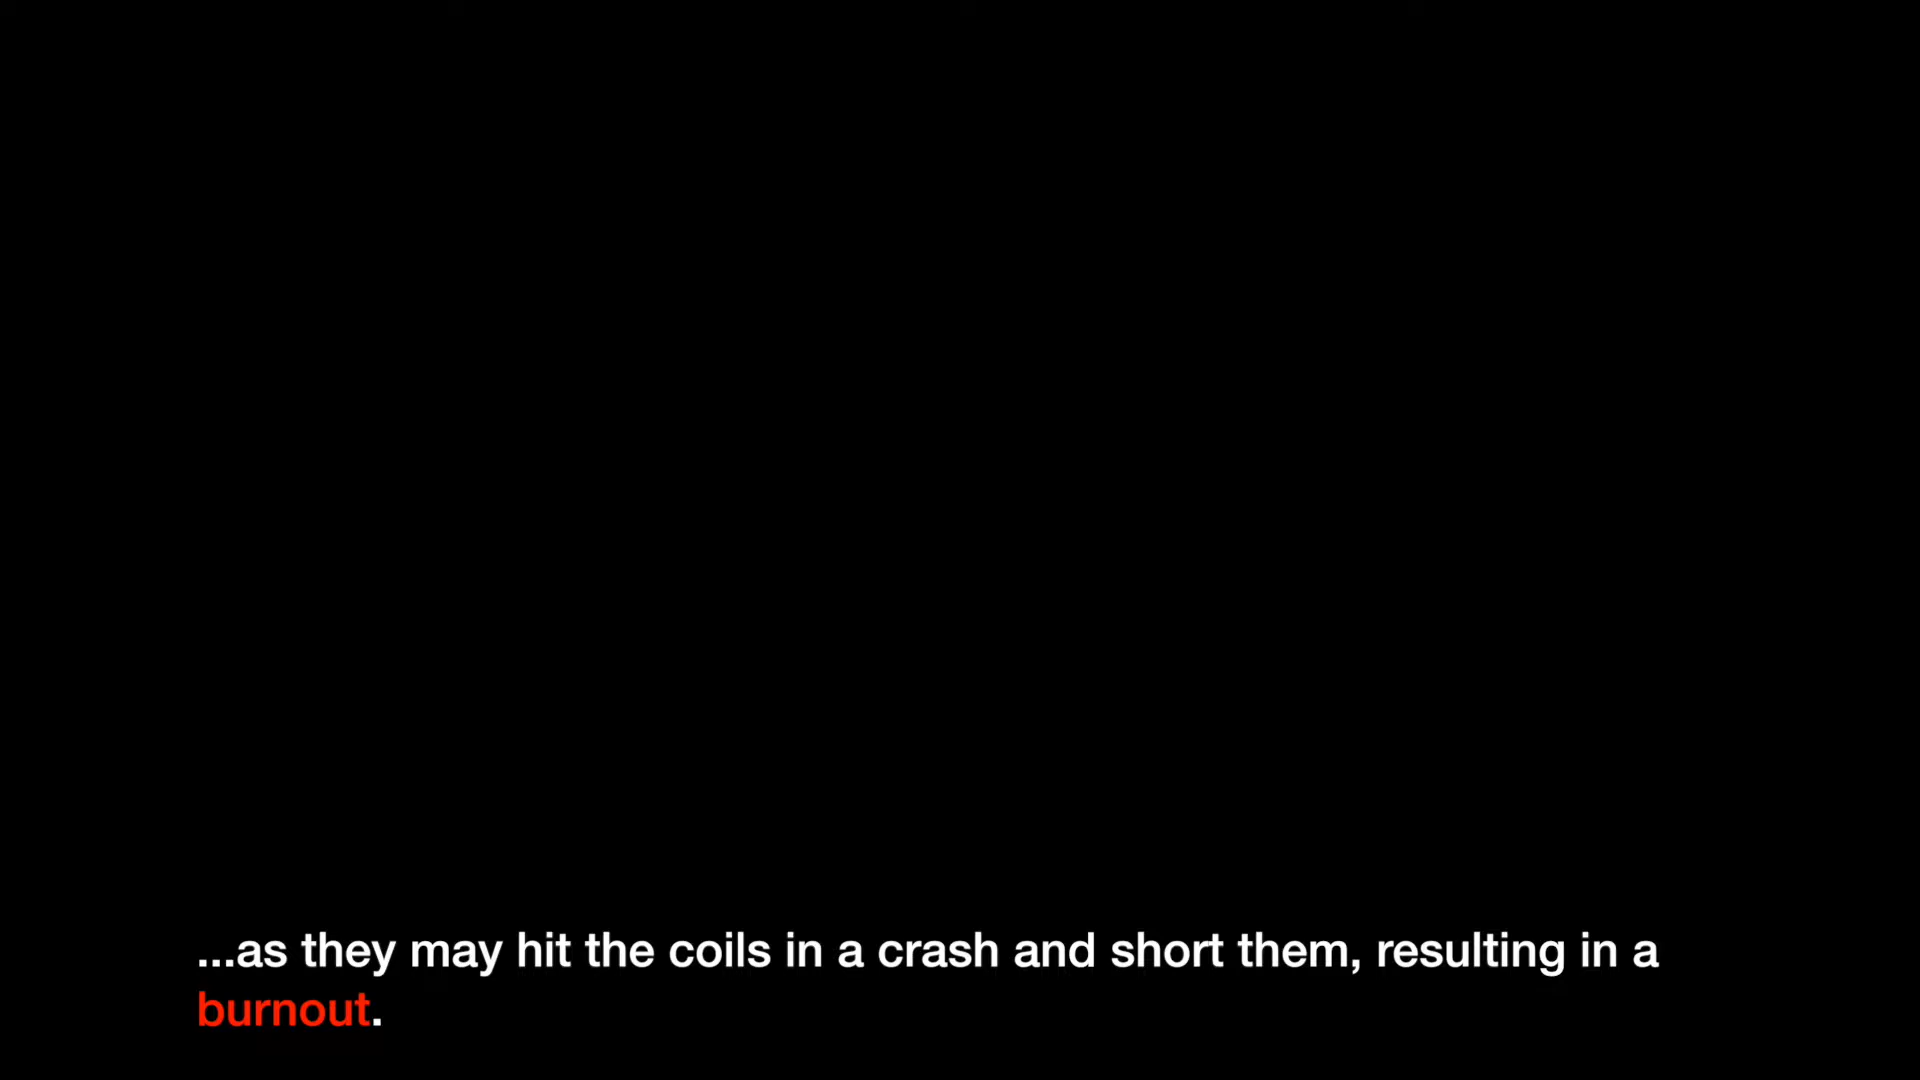 ...as they may hit the coils in a crash and short them, resulting in a
burnout.